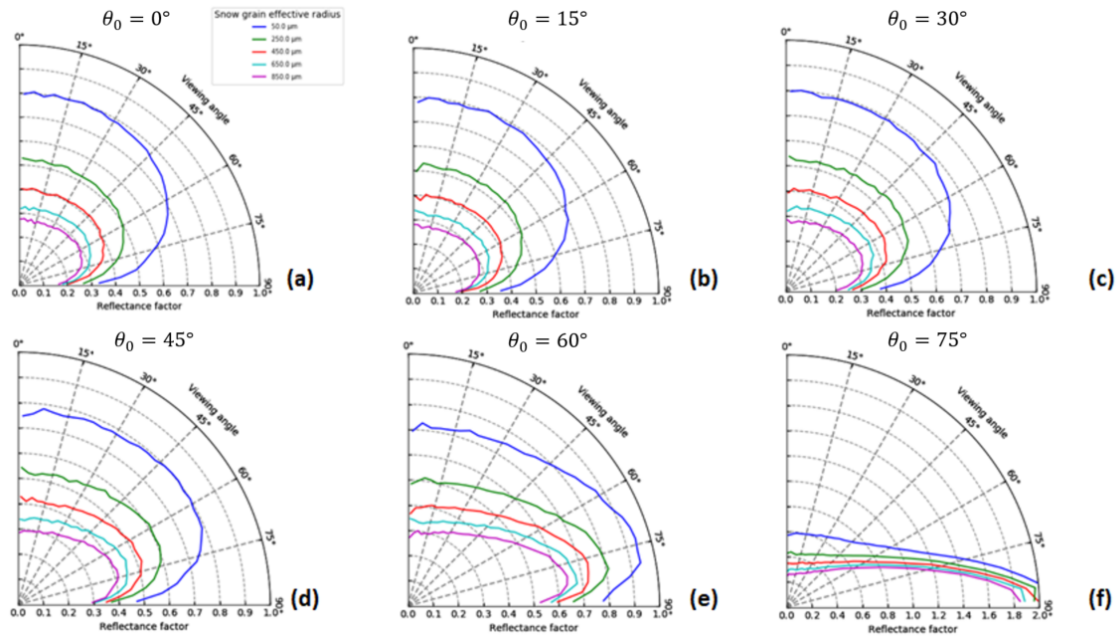 θ₀ = 0°
Snow grain effective radius
50.0 μm
250.0 μm
450.0 μm
650.0 μm
850.0 μm
15°
30°
Viewing angle
45°
60°
75°
90°
0.0 0.1 0.2 0.3 0.4 0.5 0.6 0.7 0.8 0.9 1.0
Reflectance factor
(a)
θ₀ = 15°
15°
30°
Viewing angle
45°
60°
75°
90°
0.0 0.1 0.2 0.3 0.4 0.5 0.6 0.7 0.8 0.9 1.0
Reflectance factor
(b)
θ₀ = 30°
15°
30°
Viewing angle
45°
60°
75°
90°
0.0 0.1 0.2 0.3 0.4 0.5 0.6 0.7 0.8 0.9 1.0
Reflectance factor
(c)
θ₀ = 45°
15°
30°
Viewing angle
45°
60°
75°
90°
0.0 0.1 0.2 0.3 0.4 0.5 0.6 0.7 0.8 0.9 1.0
Reflectance factor
(d)
θ₀ = 60°
15°
30°
Viewing angle
45°
60°
75°
90°
0.0 0.1 0.2 0.3 0.4 0.5 0.6 0.7 0.8 0.9 1.0
Reflectance factor
(e)
θ₀ = 75°
15°
30°
Viewing angle
45°
60°
75°
90°
0.0 0.2 0.4 0.6 0.8 1.0 1.2 1.4 1.6 1.8 2.0
Reflectance factor
(f)